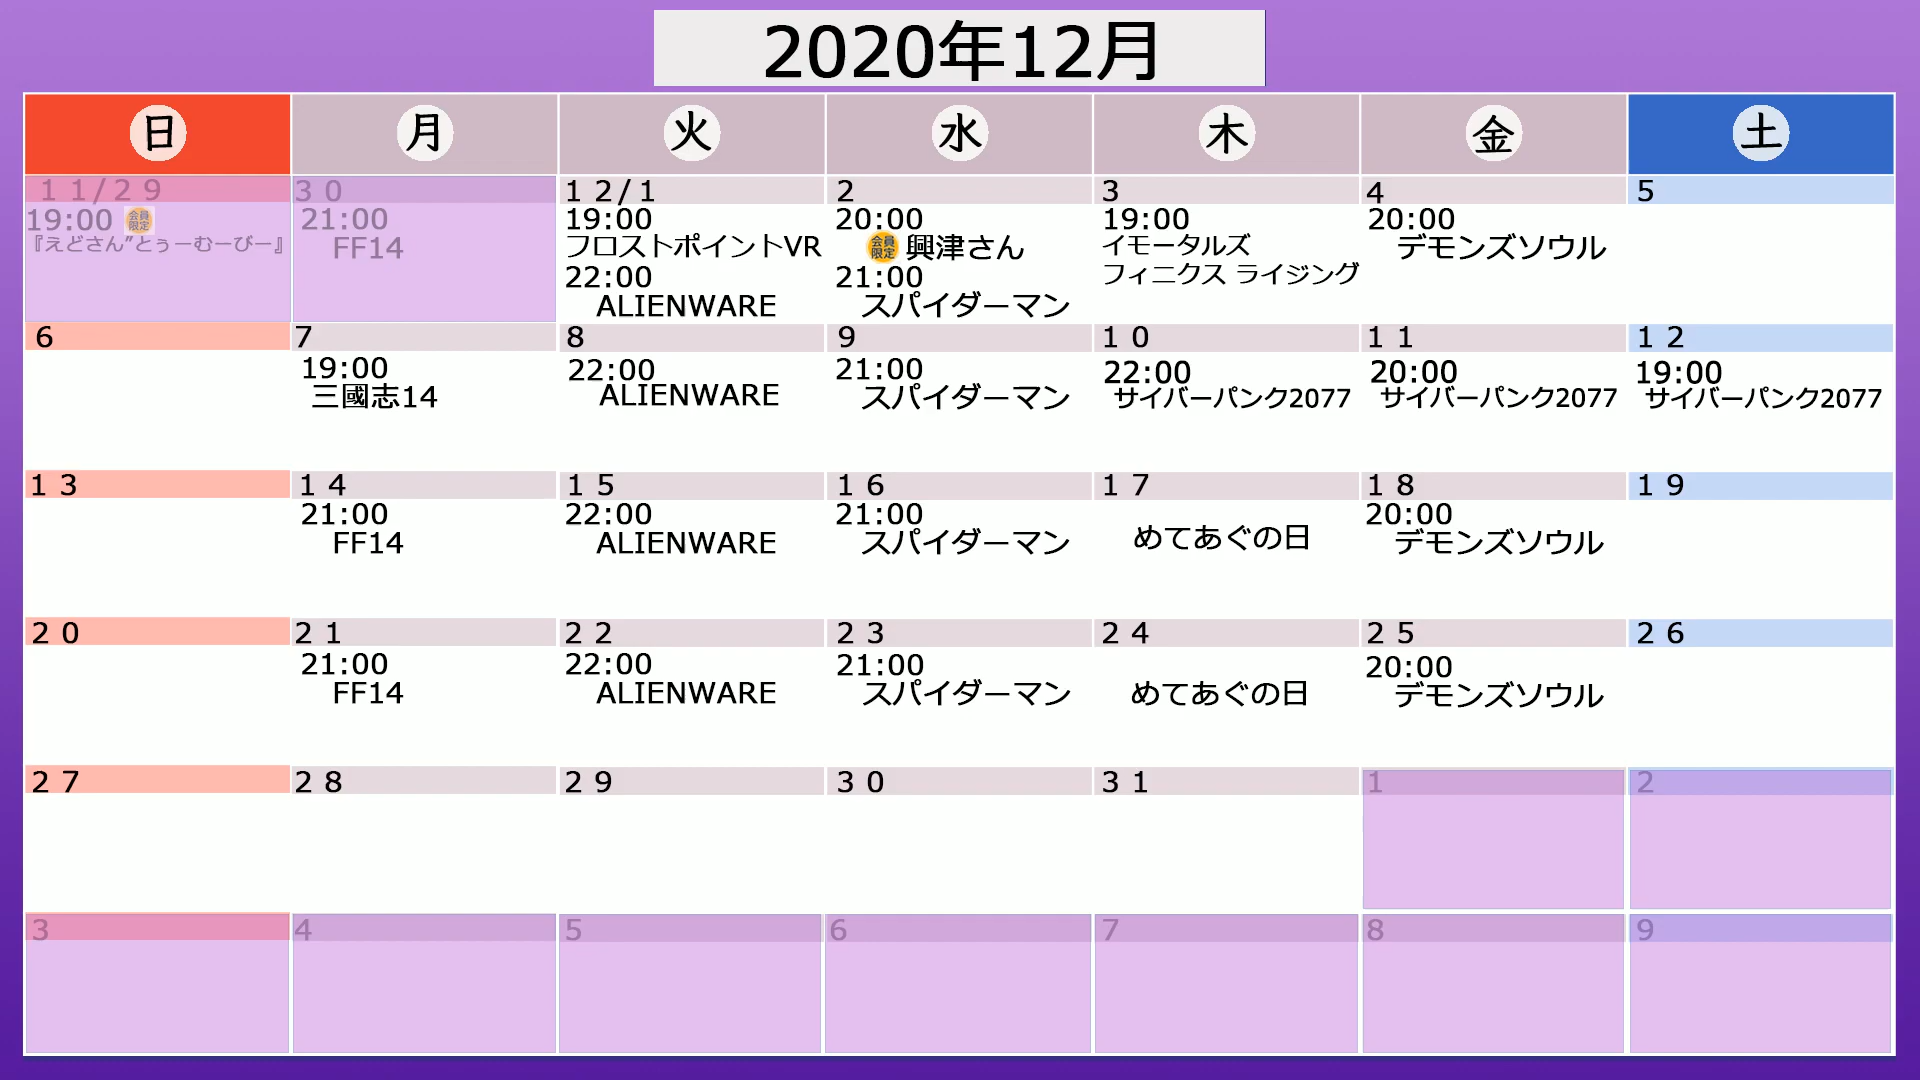 2020年12月
日 月 火 水 木 金 土
11/29
19:00 会員限定
『えどさん”とぅーむーびー』
30
21:00
FF14
12/1
19:00
フロストポイントVR
22:00
ALIENWARE
2
20:00
会員限定 興津さん
21:00
スパイダーマン
3
19:00
イモータルズ
フィニクス ライジング
4
20:00
デモンズソウル
5
6
7
19:00
三國志14
8
22:00
ALIENWARE
9
21:00
スパイダーマン
10
22:00
サイバーパンク2077
11
20:00
サイバーパンク2077
12
19:00
サイバーパンク2077
13
14
21:00
FF14
15
22:00
ALIENWARE
16
21:00
スパイダーマン
17
めてあぐの日
18
20:00
デモンズソウル
19
20
21
21:00
FF14
22
22:00
ALIENWARE
23
21:00
スパイダーマン
24
めてあぐの日
25
20:00
デモンズソウル
26
27
28
29
30
31
1
2
3
4
5
6
7
8
9